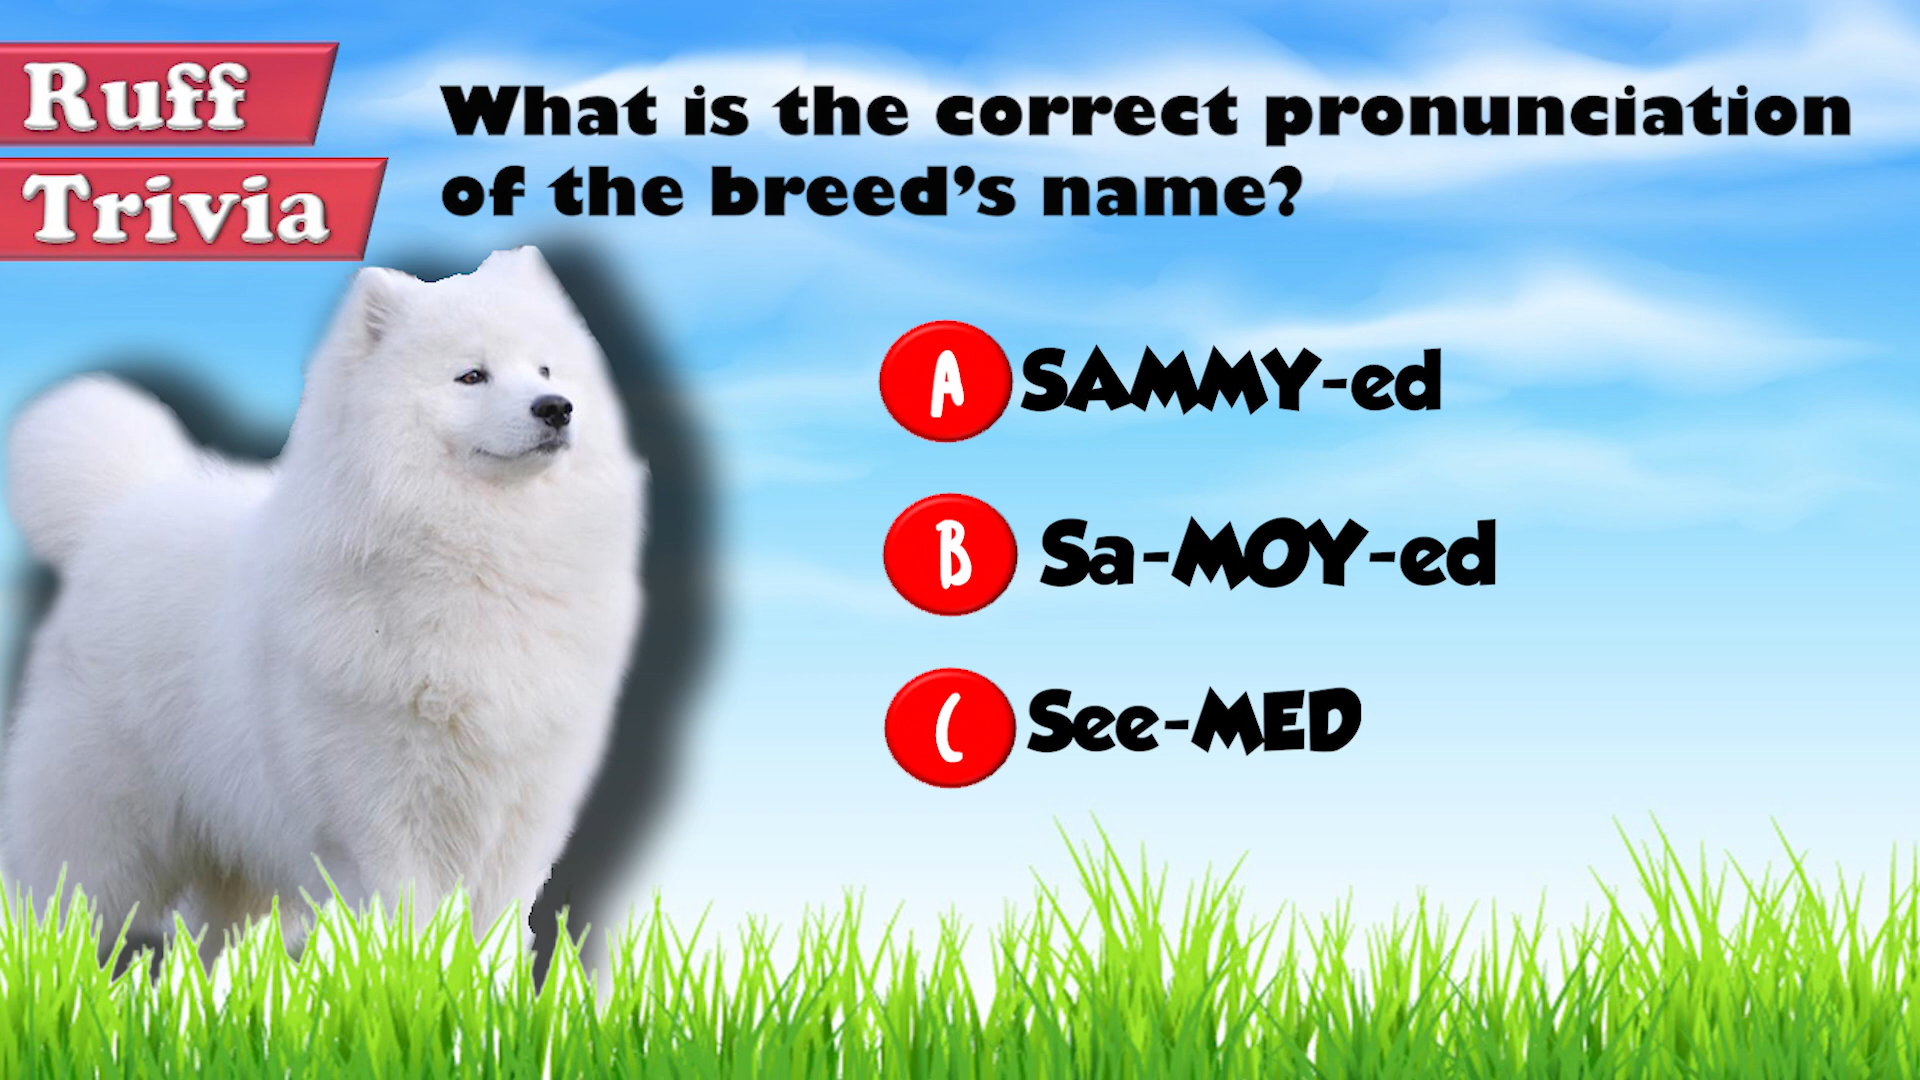 Ruff
Trivia
What is the correct pronunciation
of the breed's name?
A SAMMY-ed
B Sa-MOY-ed
C See-MED